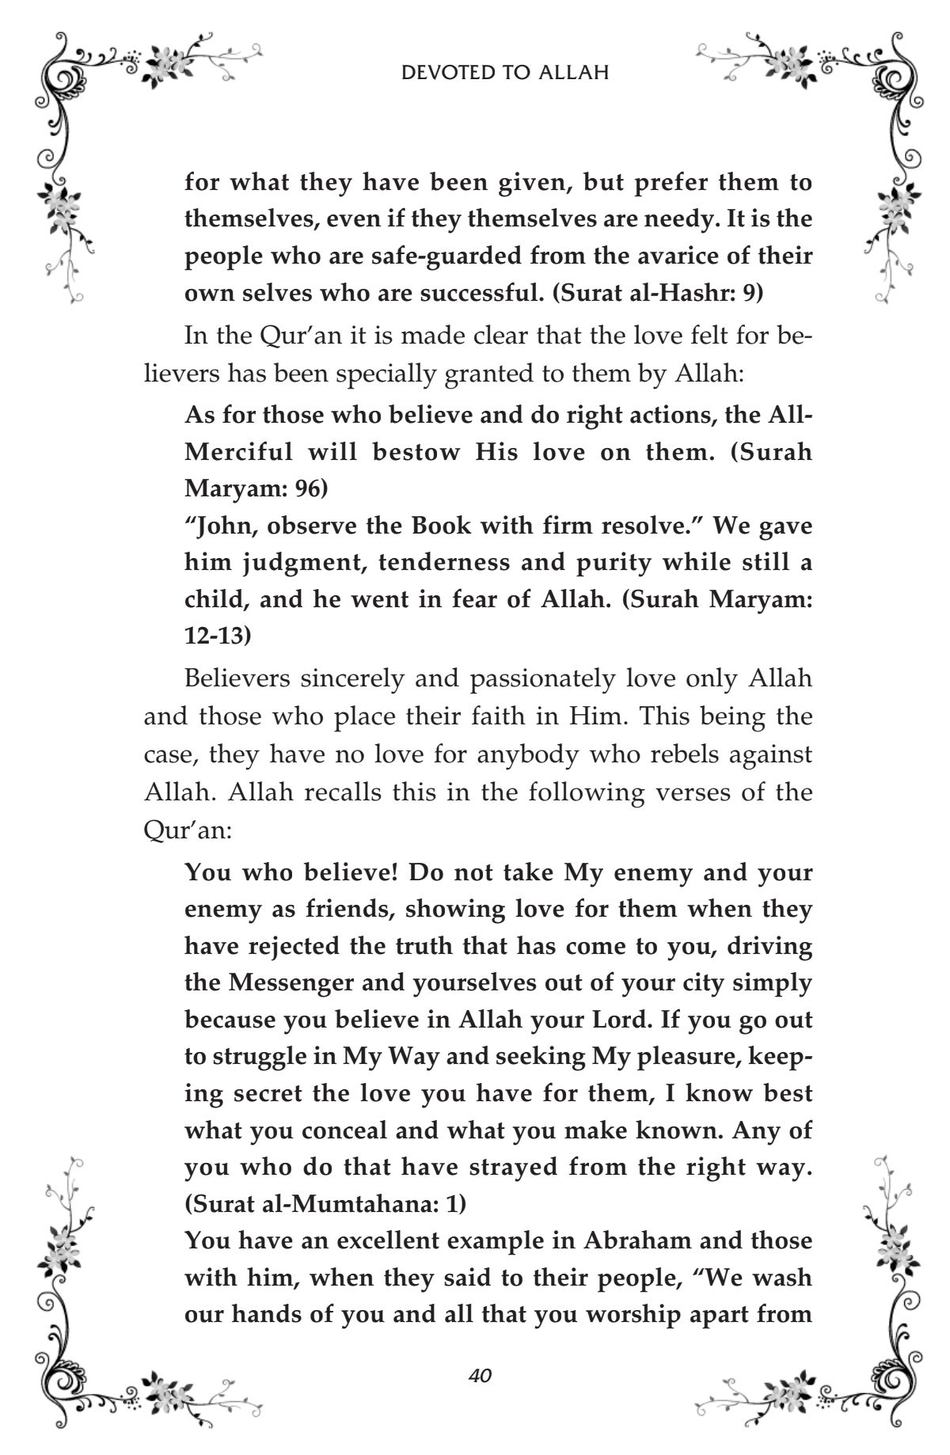 DEVOTED TO ALLAH
for what they have been given, but prefer them to
themselves, even if they themselves are needy. It is the
people who are safe-guarded from the avarice of their
own selves who are successful. (Surat al-Hashr: 9)
In the Qur’an it is made clear that the love felt for be-
lievers has been specially granted to them by Allah:
As for those who believe and do right actions, the All-
Merciful will bestow His love on them. (Surah
Maryam: 96)
“John, observe the Book with firm resolve.” We gave
him judgment, tenderness and purity while still a
child, and he went in fear of Allah. (Surah Maryam:
12-13)
Believers sincerely and passionately love only Allah
and those who place their faith in Him. This being the
case, they have no love for anybody who rebels against
Allah. Allah recalls this in the following verses of the
Qur’an:
You who believe! Do not take My enemy and your
enemy as friends, showing love for them when they
have rejected the truth that has come to you, driving
the Messenger and yourselves out of your city simply
because you believe in Allah your Lord. If you go out
to struggle in My Way and seeking My pleasure, keep-
ing secret the love you have for them, I know best
what you conceal and what you make known. Any of
you who do that have strayed from the right way.
(Surat al-Mumtahana: 1)
You have an excellent example in Abraham and those
with him, when they said to their people, “We wash
our hands of you and all that you worship apart from
40